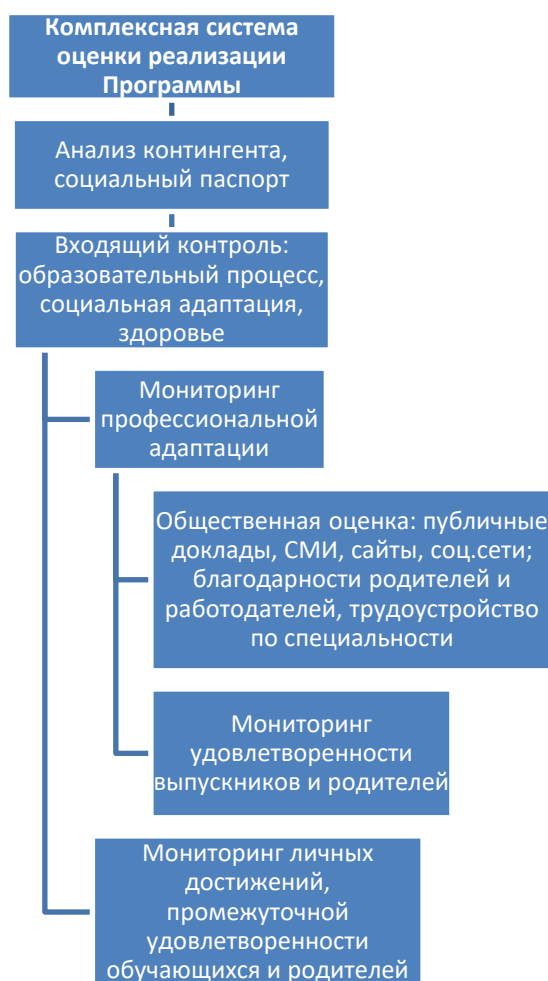 Комплексная система
оценки реализации
Программы
Анализ контингента,
социальный паспорт
Входящий контроль:
образовательный процесс,
социальная адаптация,
здоровье
Мониторинг
профессиональной
адаптации
Общественная оценка: публичные
доклады, СМИ, сайты, соц.сети;
благодарности родителей и
работодателей, трудоустройство
по специальности
Мониторинг
удовлетворенности
выпускников и родителей
Мониторинг личных
достижений,
промежуточной
удовлетворенности
обучающихся и родителей